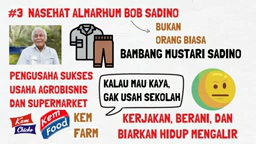 #3 NASEHAT ALMARHUM BOB SADINO
BUKAN
ORANG BIASA
BAMBANG MUSTARI SADINO
PENGUSAHA SUKSES
USAHA AGROBISNIS
DAN SUPERMARKET
KALAU MAU KAYA,
GAK USAH SEKOLAH
Kem
Chicks
Kem
Food
KEM
FARM
KERJAKAN, BERANI, DAN
BIARKAN HIDUP MENGALIR